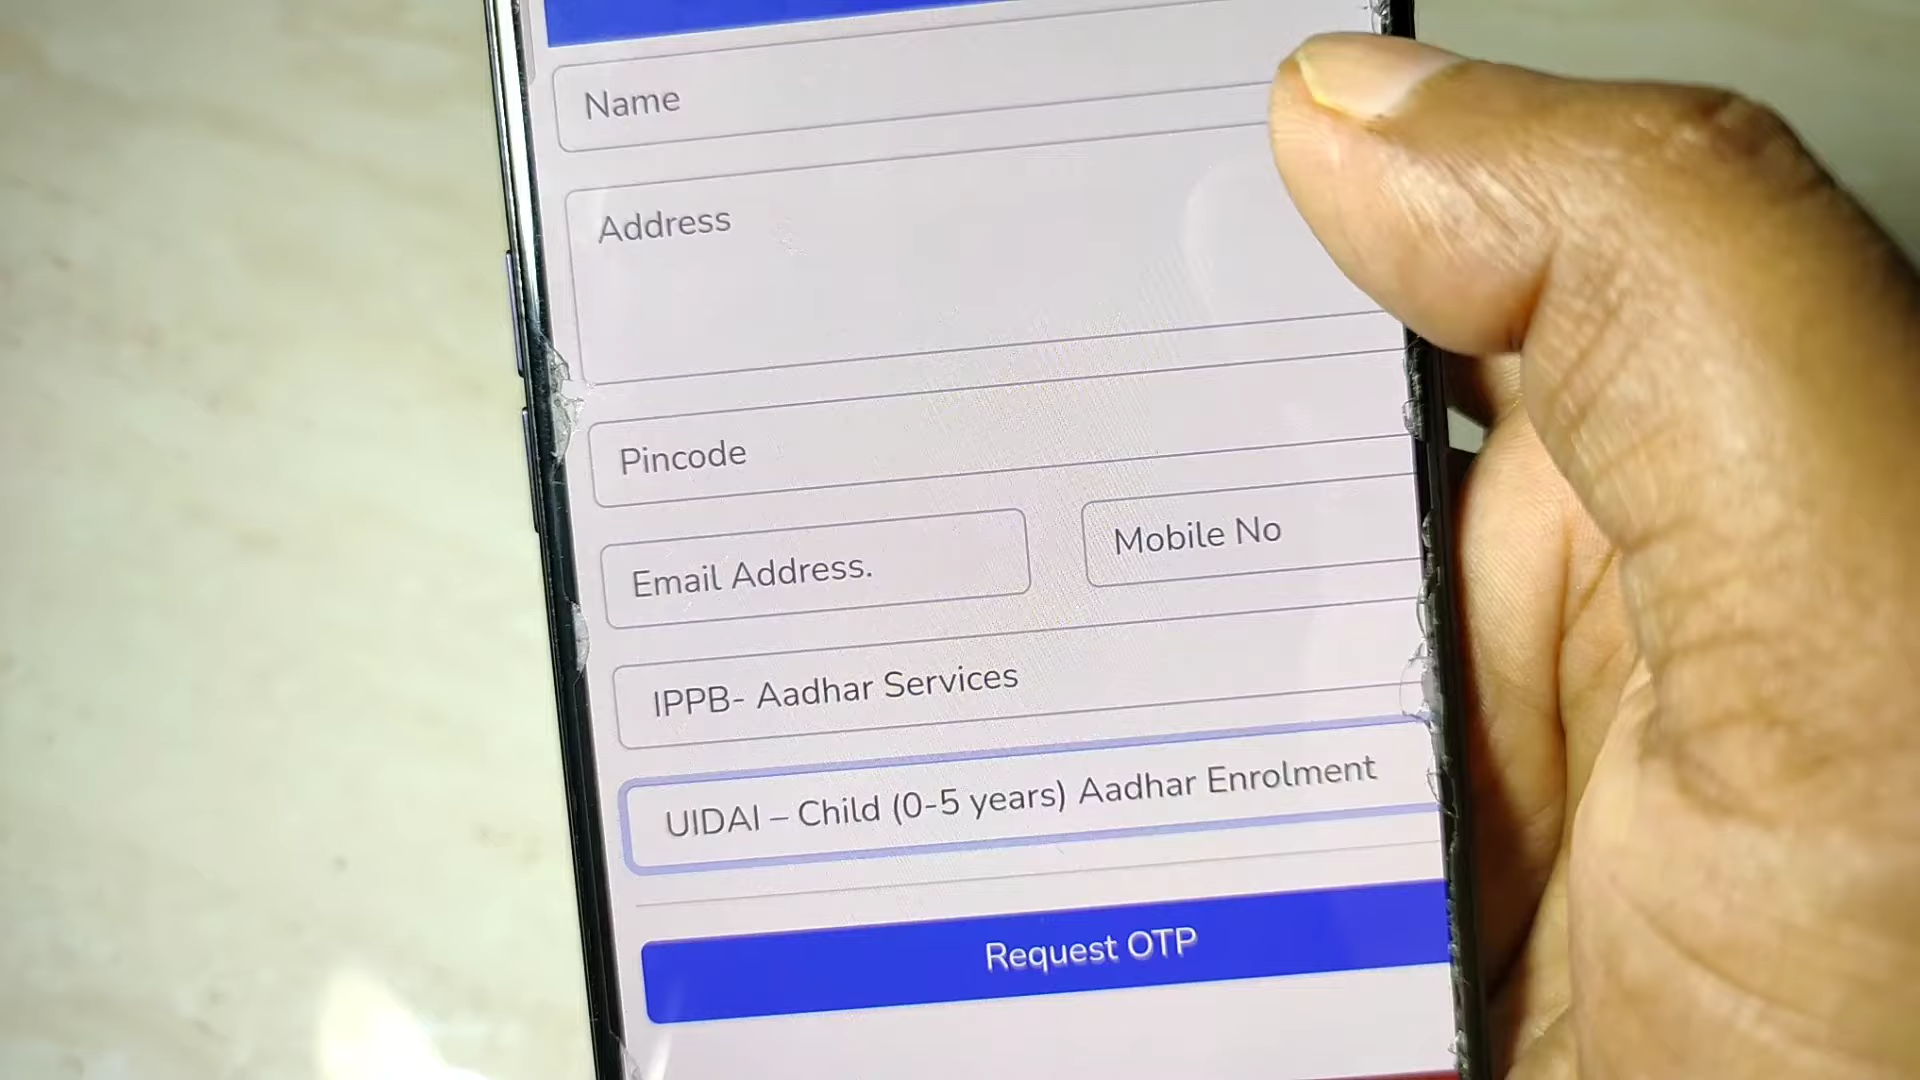 Name
Address
Pincode
Email Address.
Mobile No
IPPB- Aadhar Services
UIDAI – Child (0-5 years) Aadhar Enrolment
Request OTP